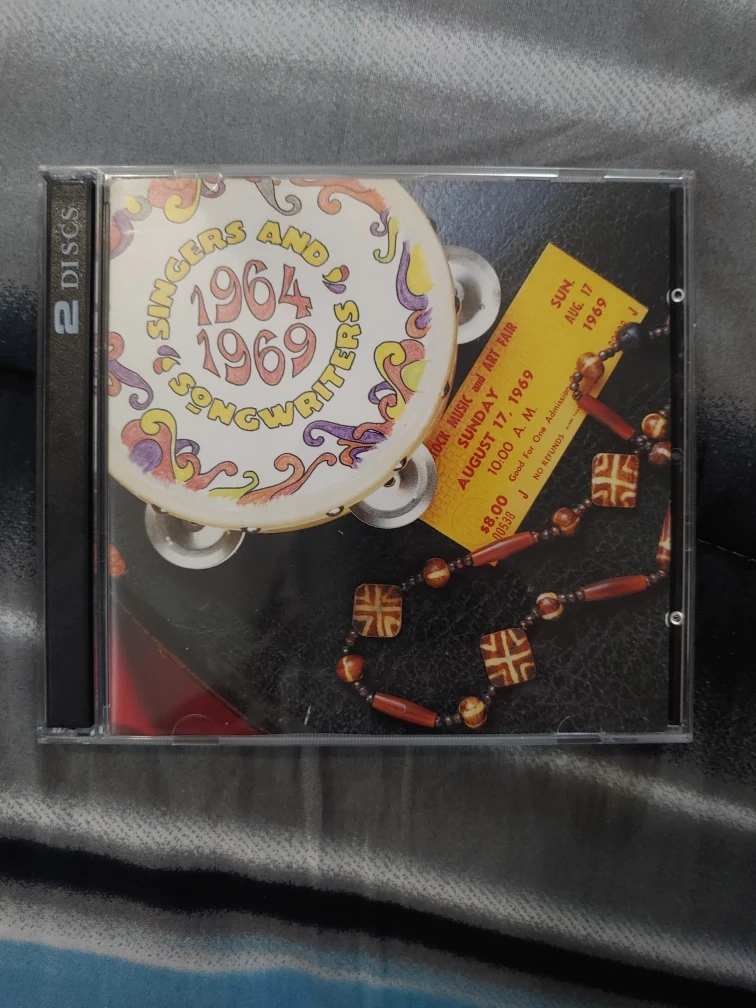 2 DISCS
SINGERS AND
SONGWRITERS
1964
1969
MUSIC and ART FAIR
SUNDAY
AUGUST 17, 1969
10:00 A. M.
Good For One Admission
NO REFUNDS
$8.00
00538
J
SUN.
AUG. 17
1969
J